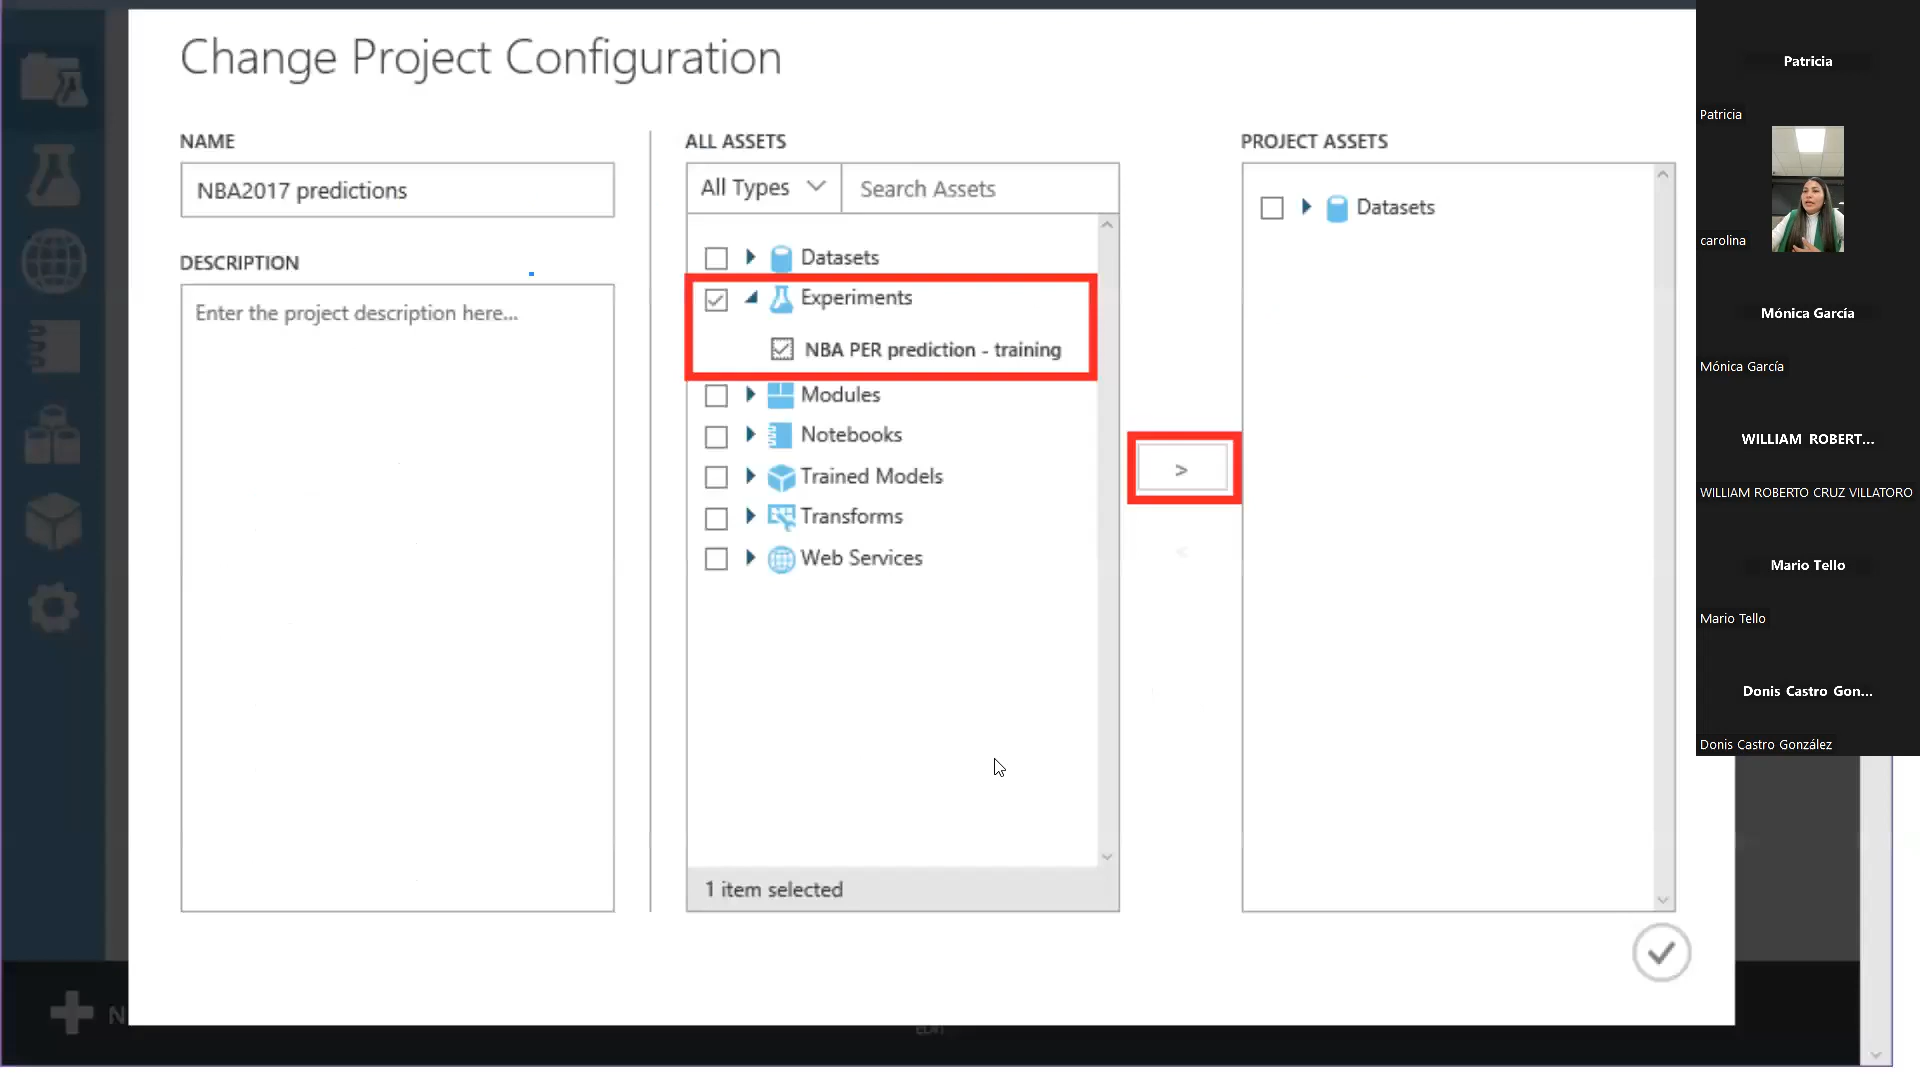 Change Project Configuration
NAME
NBA2017 predictions
DESCRIPTION
Enter the project description here...
ALL ASSETS
All Types
Search Assets
Datasets
Experiments
NBA PER prediction - training
Modules
Notebooks
Trained Models
Transforms
Web Services
1 item selected
>
PROJECT ASSETS
Datasets
N
EDIT
Patricia
Patricia
carolina
Mónica García
Mónica García
WILLIAM ROBERT...
WILLIAM ROBERTO CRUZ VILLATORO
Mario Tello
Mario Tello
Donis Castro Gon...
Donis Castro González